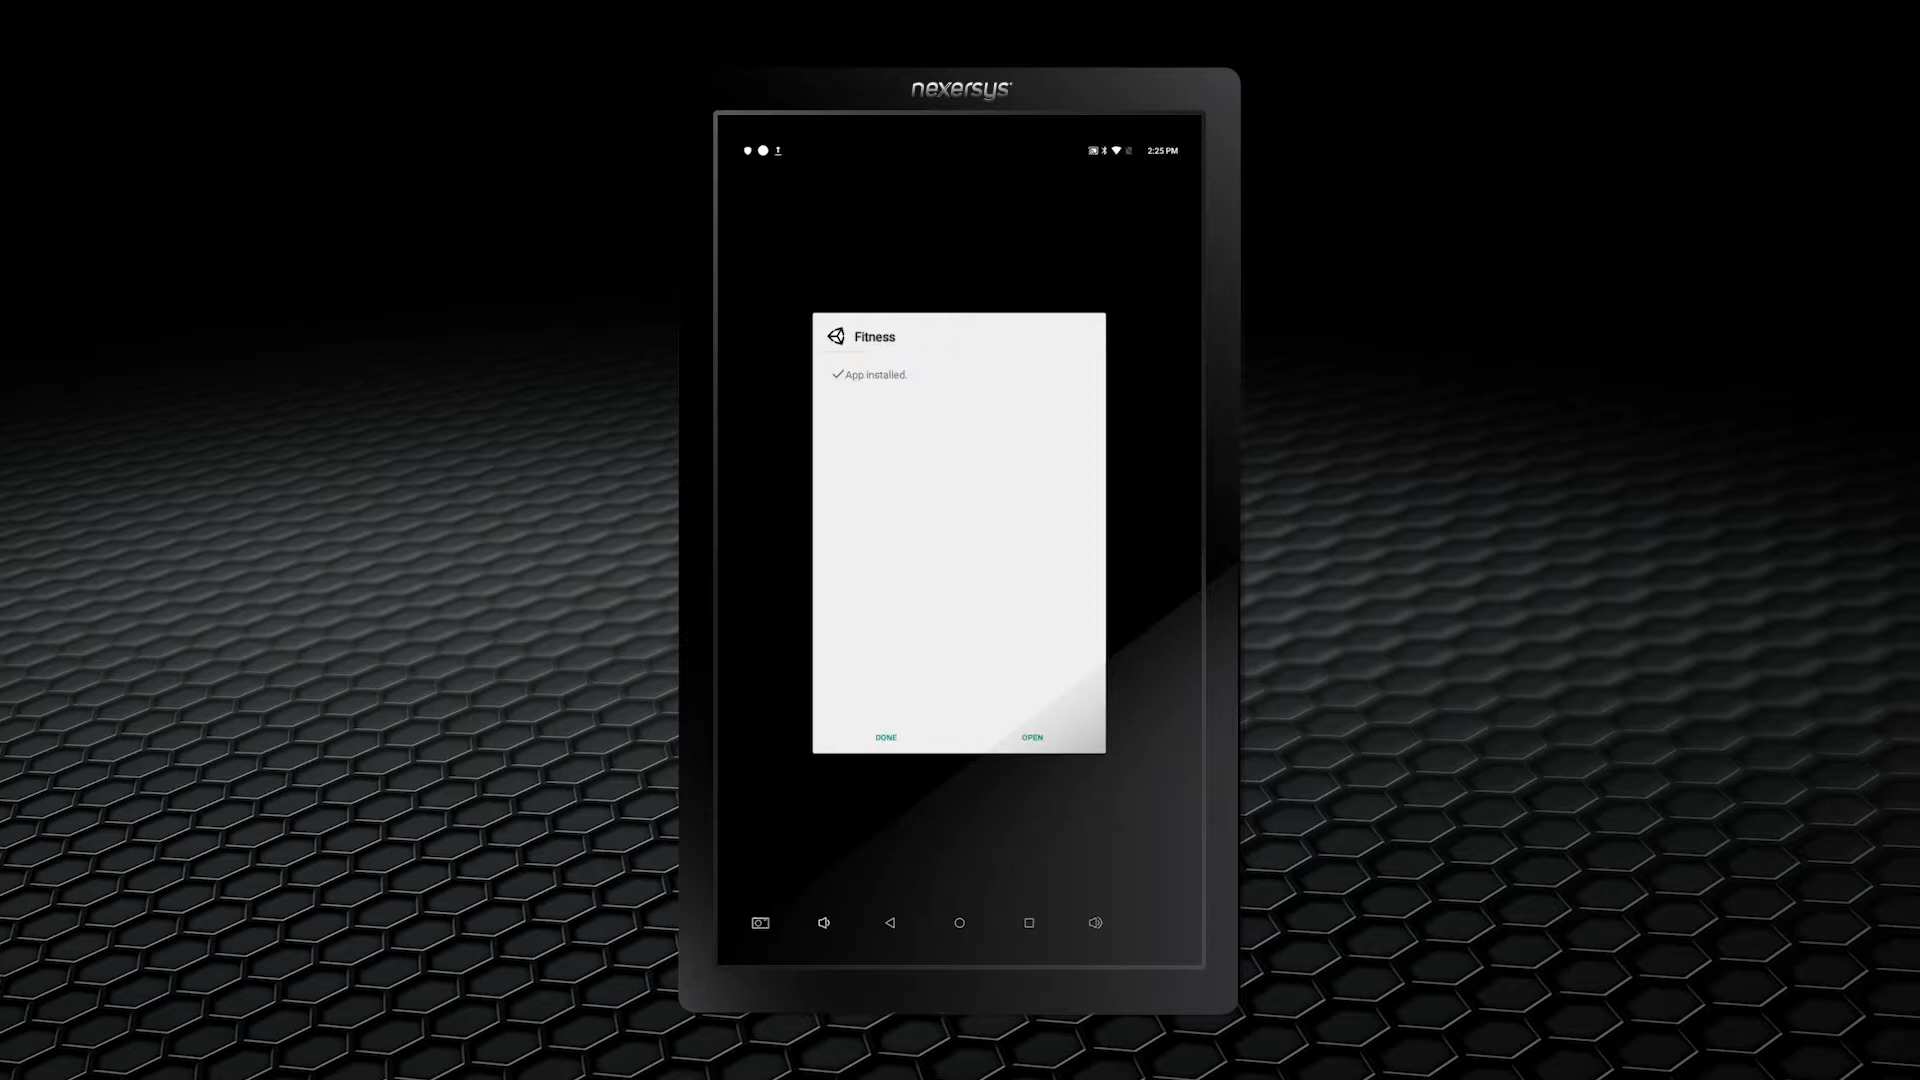 nexersys
2:25 PM
Fitness
App installed.
DONE
OPEN